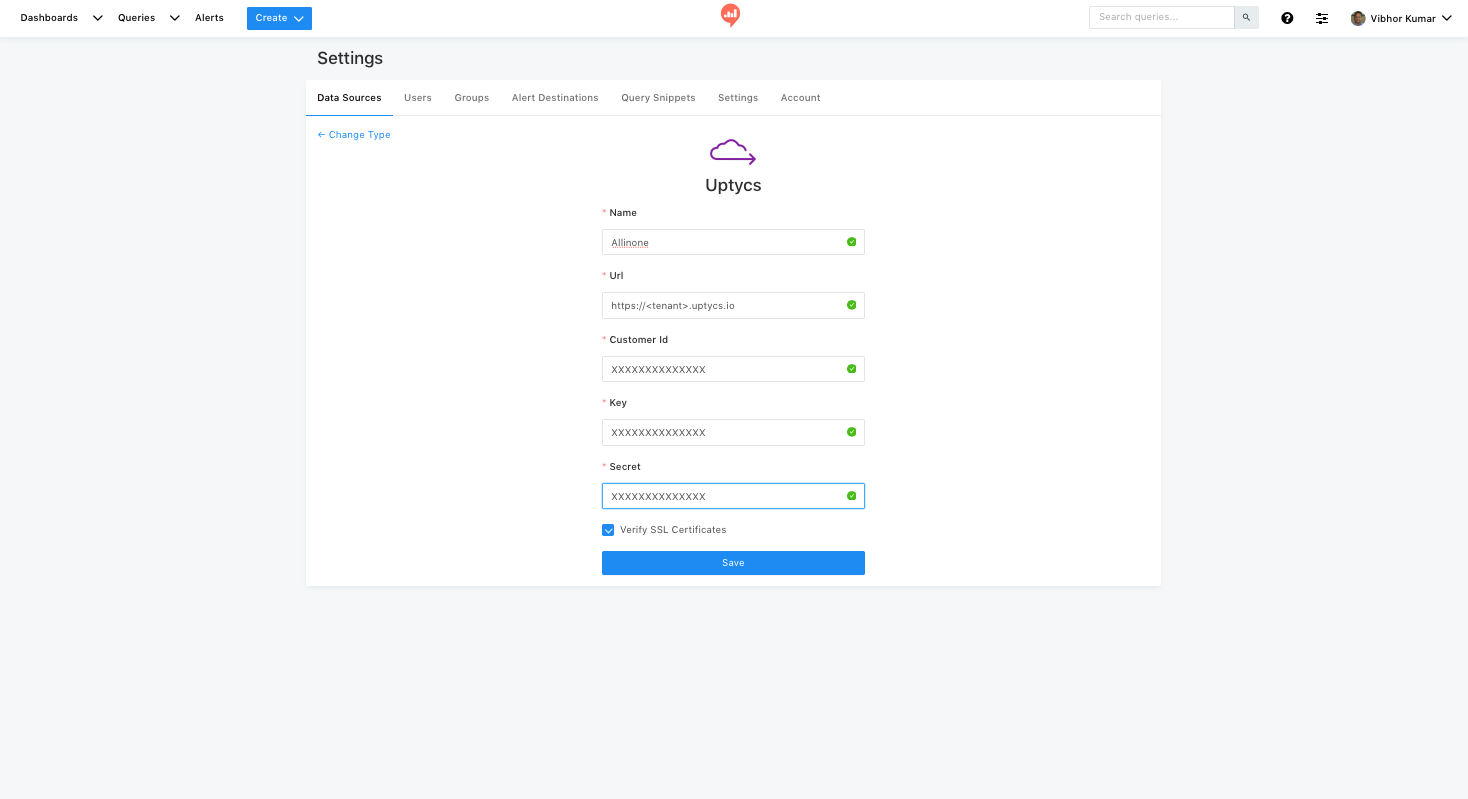 Dashboards Queries Alerts Create Search queries... Vibhor Kumar
Settings
Data Sources Users Groups Alert Destinations Query Snippets Settings Account
← Change Type
Uptycs
* Name
Allinone
* Url
https://<tenant>.uptycs.io
* Customer Id
XXXXXXXXXXXXXX
* Key
XXXXXXXXXXXXXX
* Secret
XXXXXXXXXXXXXX
Verify SSL Certificates
Save